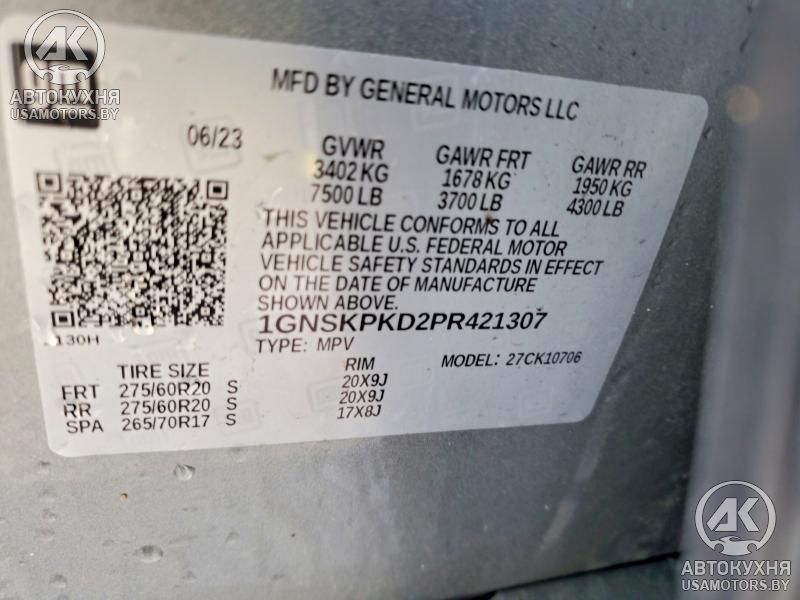 АК
АВТОКУХНЯ
USAMOTORS.BY
MFD BY GENERAL MOTORS LLC
06/23
GVWR GAWR FRT GAWR RR
3402 KG 1678 KG 1950 KG
7500 LB 3700 LB 4300 LB
THIS VEHICLE CONFORMS TO ALL
APPLICABLE U.S. FEDERAL MOTOR
VEHICLE SAFETY STANDARDS IN EFFECT
ON THE DATE OF MANUFACTURE
SHOWN ABOVE.
1GNSKPKD2PR421307
130H
TYPE: MPV MODEL: 27CK10706
TIRE SIZE RIM
FRT 275/60R20 S 20X9J
RR 275/60R20 S 20X9J
SPA 265/70R17 S 17X8J
АК
АВТОКУХНЯ
USAMOTORS.BY